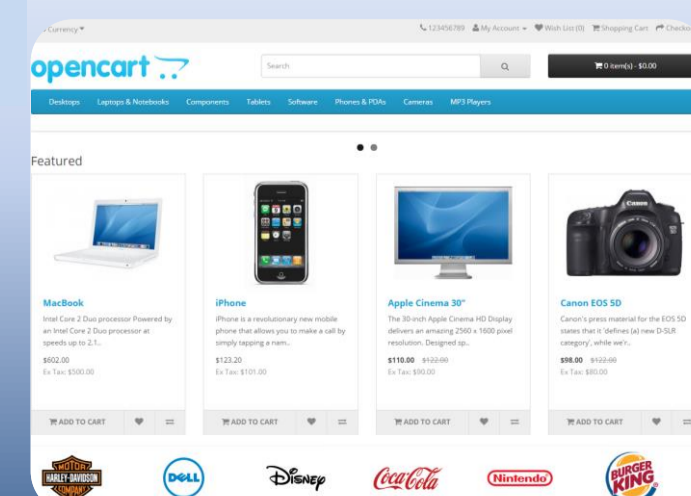 Currency
123456789 My Account Wish List (0) Shopping Cart Checko
opencart
Search
0 item(s) - $0.00
Desktops Laptops & Notebooks Components Tablets Software Phones & PDAs Cameras MP3 Players
Featured
MacBook
Intel Core 2 Duo processor Powered by
an Intel Core 2 Duo processor at
speeds up to 2.1..
$602.00
Ex Tax: $500.00
ADD TO CART
iPhone
iPhone is a revolutionary new mobile
phone that allows you to make a call by
simply tapping a nam..
$123.20
Ex Tax: $101.00
ADD TO CART
Apple Cinema 30"
The 30-inch Apple Cinema HD Display
delivers an amazing 2560 x 1600 pixel
resolution. Designed sp..
$110.00 $122.00
Ex Tax: $90.00
ADD TO CART
Canon
Canon EOS 5D
Canon's press material for the EOS 5D
states that it 'defines (a) new D-SLR
category', while we'r..
$98.00 $122.00
Ex Tax: $80.00
ADD TO CART
MOTOR
HARLEY-DAVIDSON
COMPANY
DELL
Disney
Coca-Cola
Nintendo
BURGER
KING